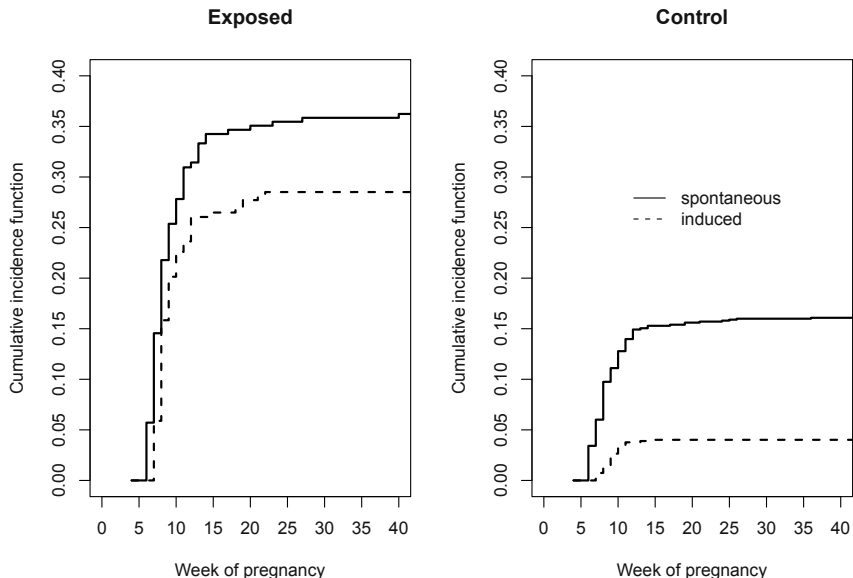 Exposed
Cumulative incidence function
0.40
0.35
0.30
0.25
0.20
0.15
0.10
0.05
0.00
0 5 10 15 20 25 30 35 40
Week of pregnancy
Control
Cumulative incidence function
0.40
0.35
0.30
0.25
0.20
0.15
0.10
0.05
0.00
spontaneous
induced
0 5 10 15 20 25 30 35 40
Week of pregnancy